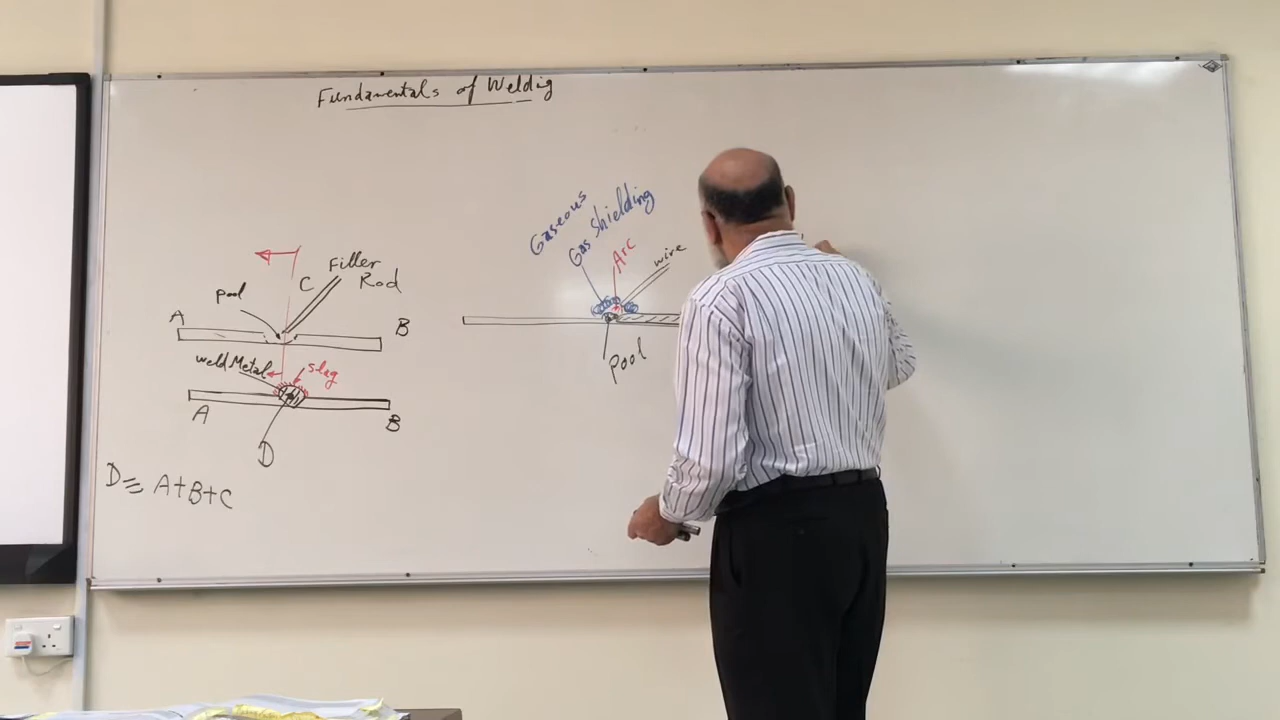 Fundamentals of Weldig
Gaseous
Gas Shielding
Arc
wire
Pool
Filler
Rod
C
Pool
A
B
weld Metal
Slag
A
B
D
D ≡ A+B+C